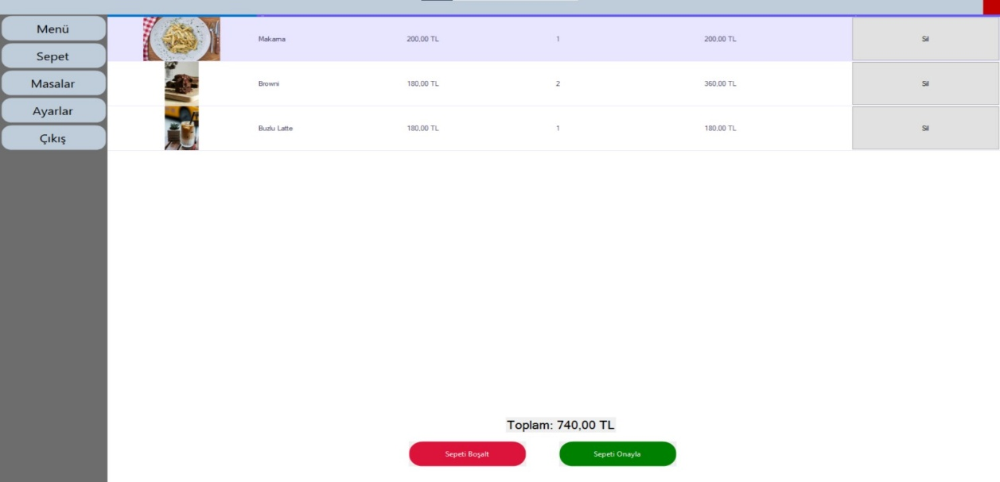 Menü
Sepet
Masalar
Ayarlar
Çıkış
Makarna 200,00 TL 1 200,00 TL Sil
Browni 180,00 TL 2 360,00 TL Sil
Buzlu Latte 180,00 TL 1 180,00 TL Sil
Toplam: 740,00 TL
Sepeti Boşalt Sepeti Onayla